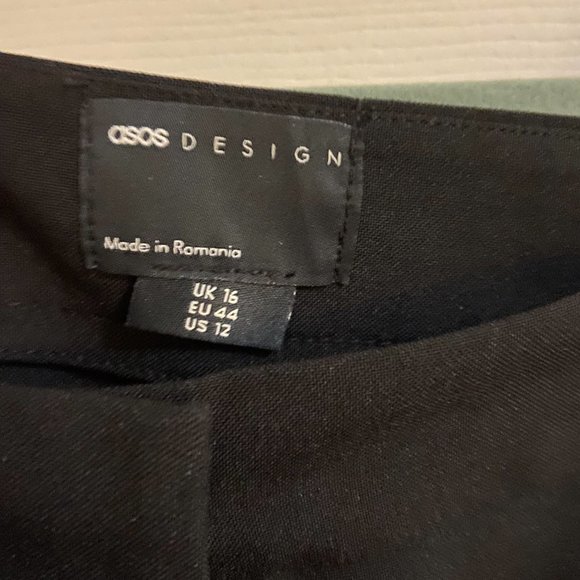 asos DESIGN
Made in Romania
UK 16
EU 44
US 12